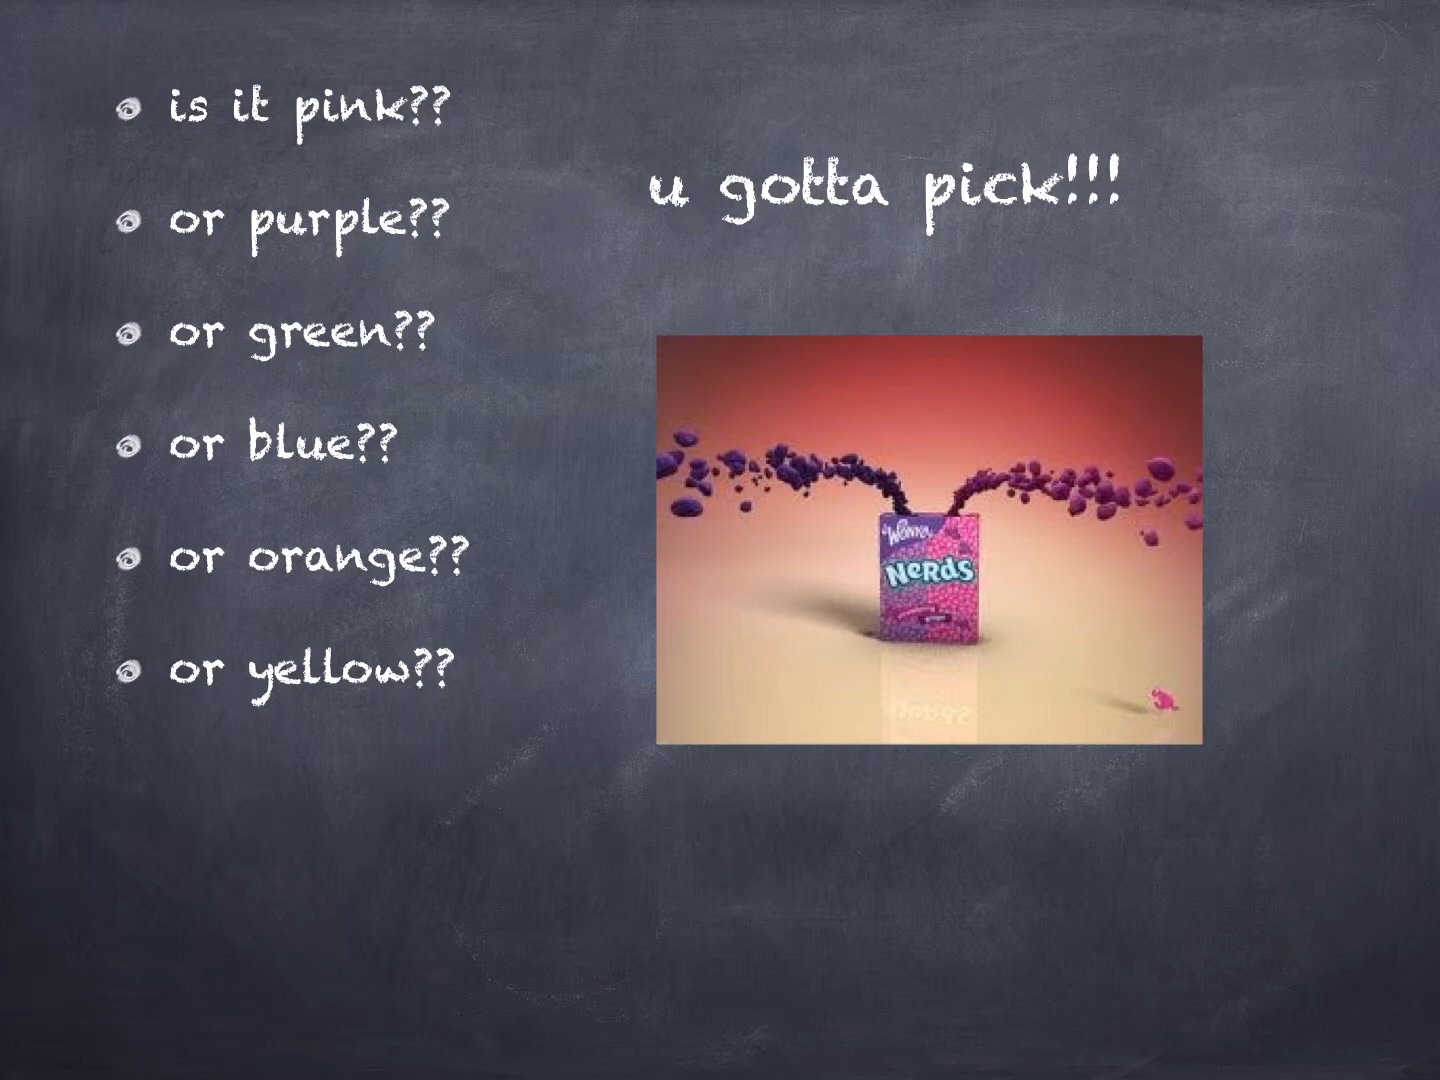 is it pink??
or purple??
or green??
or blue??
or orange??
or yellow??
u gotta pick!!!
Wonka
Nerds